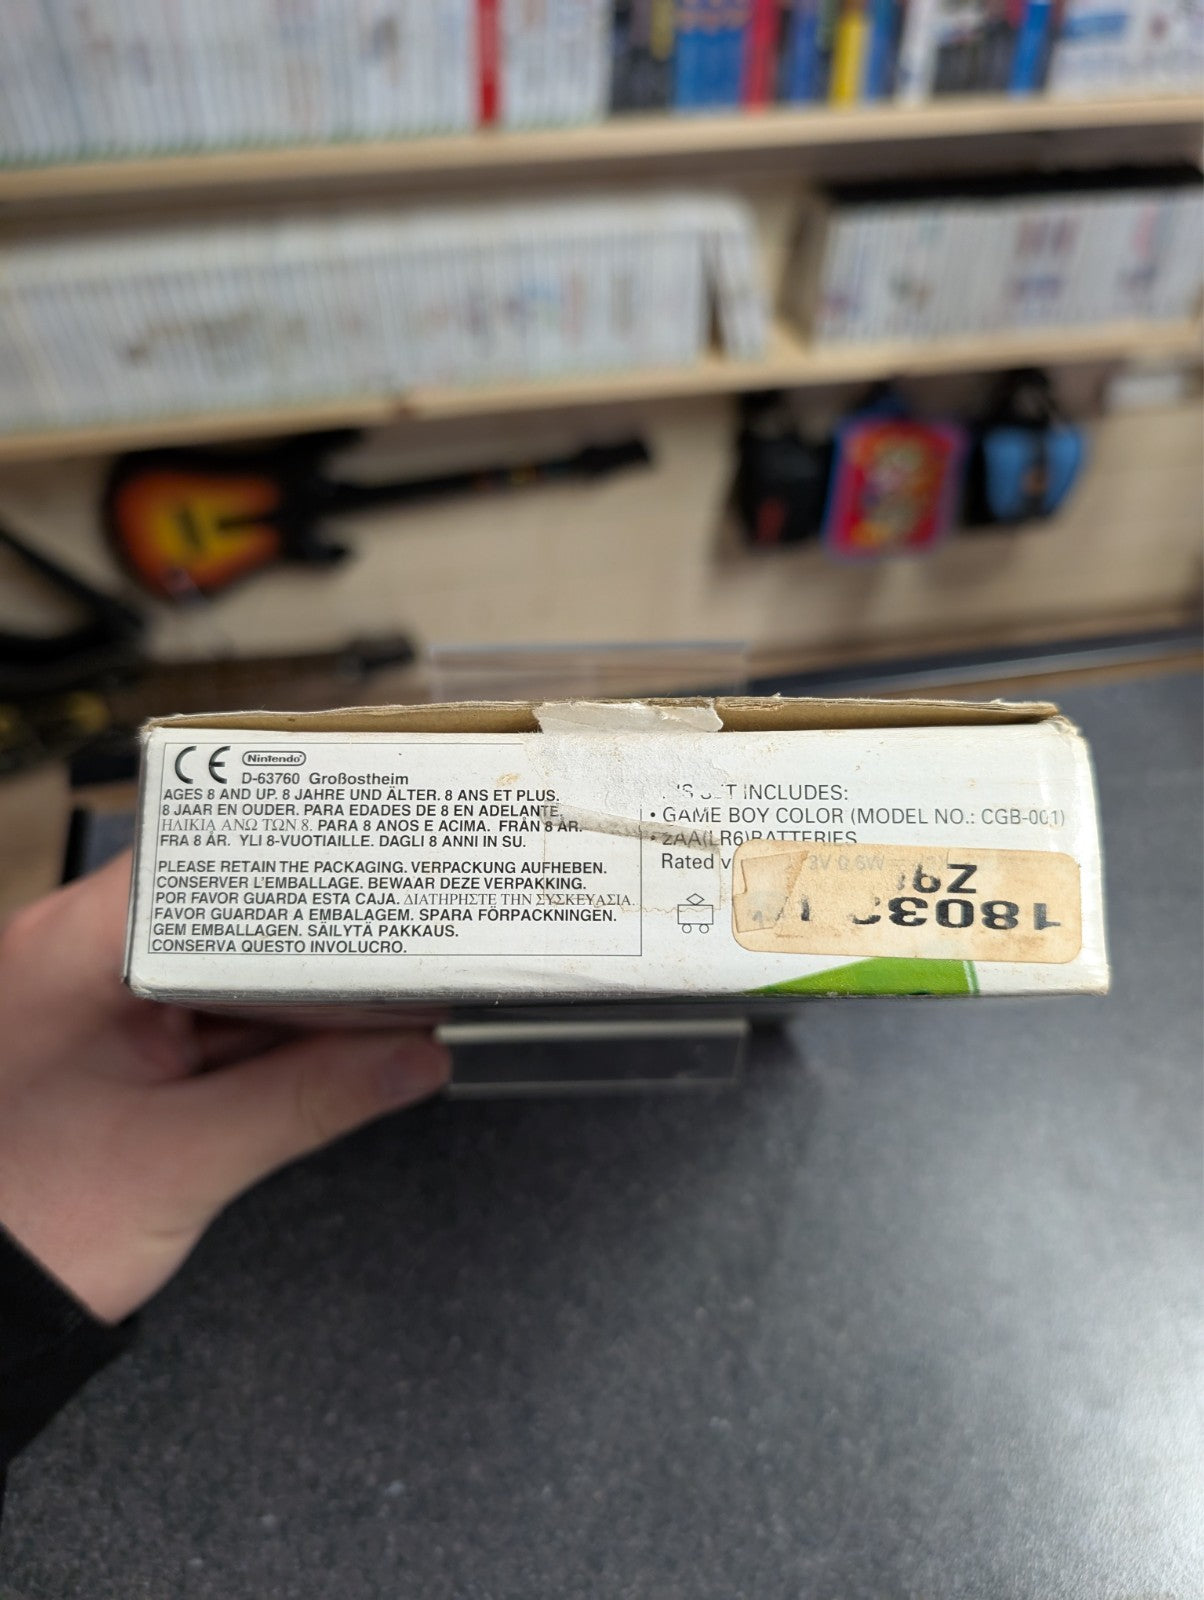 CE Nintendo
D-63760 Großostheim
AGES 8 AND UP. 8 JAHRE UND ÄLTER. 8 ANS ET PLUS.
8 JAAR EN OUDER. PARA EDADES DE 8 EN ADELANTE.
ΗΛΙΚΙΑ ΑΝΩ ΤΩΝ 8. PARA 8 ANOS E ACIMA. FRÅN 8 ÅR.
FRA 8 ÅR. YLI 8-VUOTIAILLE. DAGLI 8 ANNI IN SU.
PLEASE RETAIN THE PACKAGING. VERPACKUNG AUFHEBEN.
CONSERVER L'EMBALLAGE. BEWAAR DEZE VERPAKKING.
POR FAVOR GUARDA ESTA CAJA. ΔΙΑΤΗΡΗΣΤΕ ΤΗΝ ΣΥΣΚΕΥΑΣΙΑ.
FAVOR GUARDAR A EMBALAGEM. SPARA FÖRPACKNINGEN.
GEM EMBALLAGEN. SÄILYTÄ PAKKAUS.
CONSERVA QUESTO INVOLUCRO.
INCLUDES:
• GAME BOY COLOR (MODEL NO.: CGB-001)
• 2AA(LR6)BATTERIES
Rated